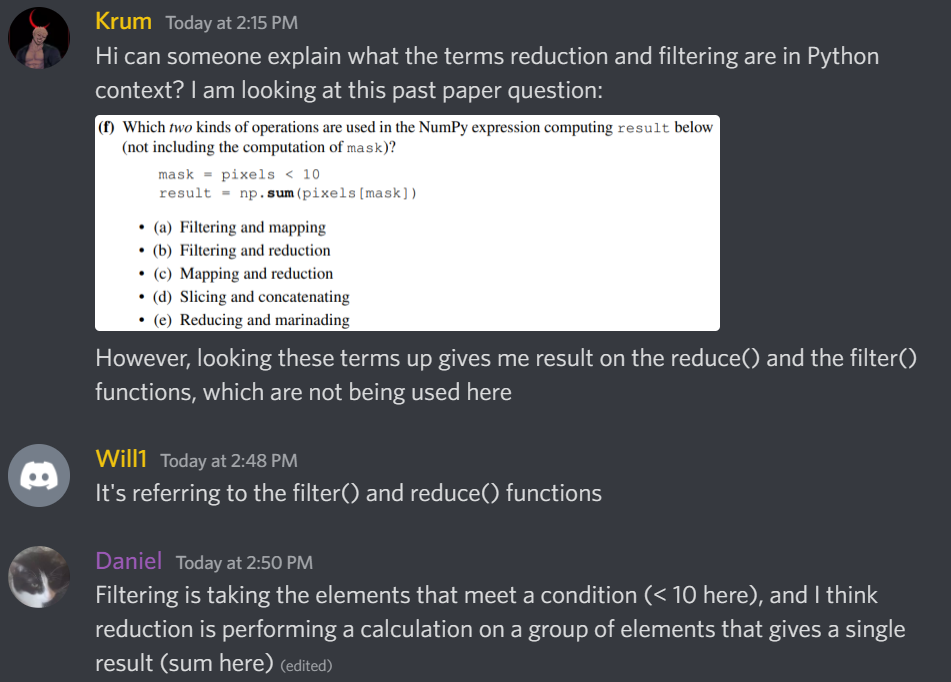 Krum Today at 2:15 PM
Hi can someone explain what the terms reduction and filtering are in Python
context? I am looking at this past paper question:
(f) Which two kinds of operations are used in the NumPy expression computing result below
(not including the computation of mask)?
mask = pixels < 10
result = np.sum(pixels[mask])
• (a) Filtering and mapping
• (b) Filtering and reduction
• (c) Mapping and reduction
• (d) Slicing and concatenating
• (e) Reducing and marinading
However, looking these terms up gives me result on the reduce() and the filter()
functions, which are not being used here
Will1 Today at 2:48 PM
It's referring to the filter() and reduce() functions
Daniel Today at 2:50 PM
Filtering is taking the elements that meet a condition (< 10 here), and I think
reduction is performing a calculation on a group of elements that gives a single
result (sum here) (edited)